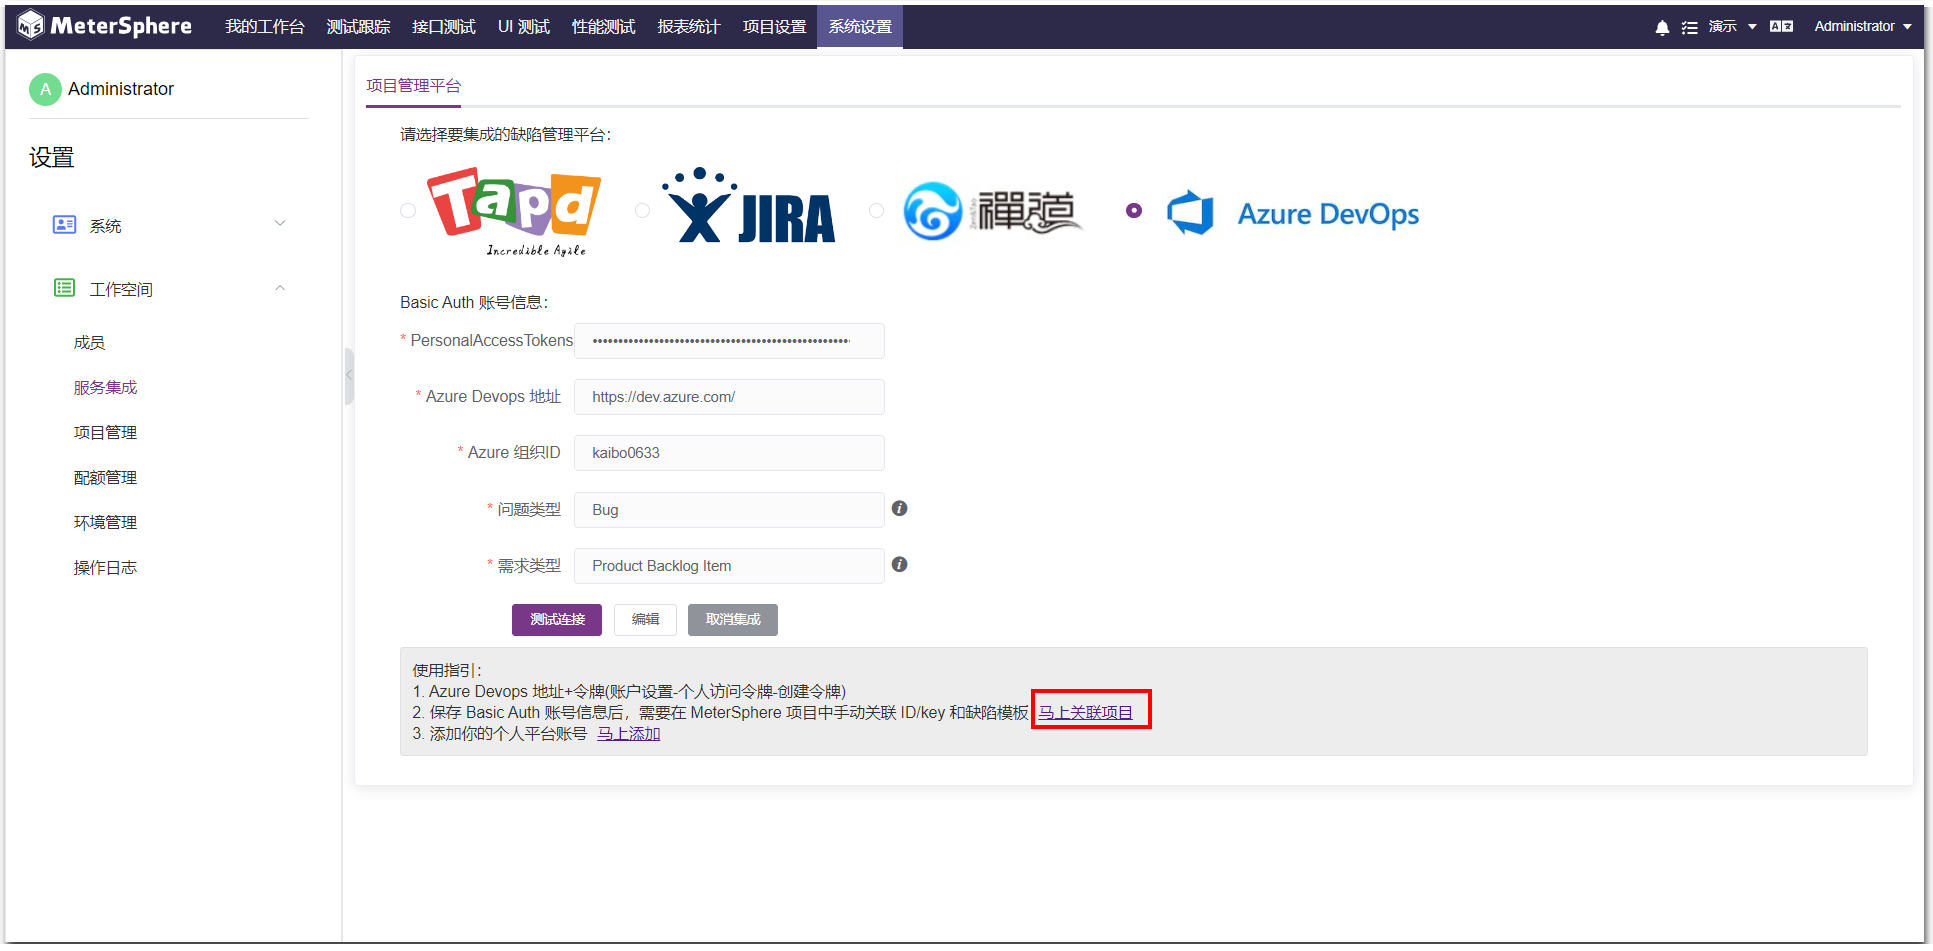 MeterSphere 我的工作台 测试跟踪 接口测试 UI 测试 性能测试 报表统计 项目设置 系统设置 演示 Administrator
A Administrator
设置
系统
工作空间
成员
服务集成
项目管理
配额管理
环境管理
操作日志
项目管理平台
请选择要集成的缺陷管理平台：
Tapd
Incredible Agile
JIRA
禪道
Azure DevOps
Basic Auth 账号信息：
* PersonalAccessTokens ••••••••••••••••••••••••••••••••••••••••••••••••••••
* Azure Devops 地址 https://dev.azure.com/
* Azure 组织ID kaibo0633
* 问题类型 Bug
* 需求类型 Product Backlog Item
测试连接 编辑 取消集成
使用指引：
1. Azure Devops 地址+令牌(账户设置-个人访问令牌-创建令牌)
2. 保存 Basic Auth 账号信息后，需要在 MeterSphere 项目中手动关联 ID/key 和缺陷模板 马上关联项目
3. 添加你的个人平台账号 马上添加